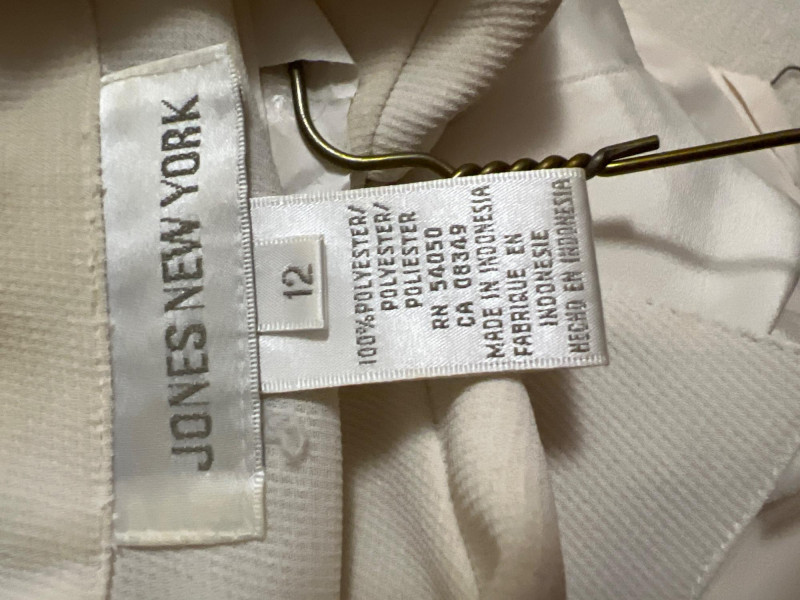 JONES NEW YORK
12
100%POLYESTER/
POLYESTER/
POLIESTER
RN 54050
CA 08349
MADE IN INDONESIA
FABRIQUE EN
INDONESIE
HECHO EN INDONESIA